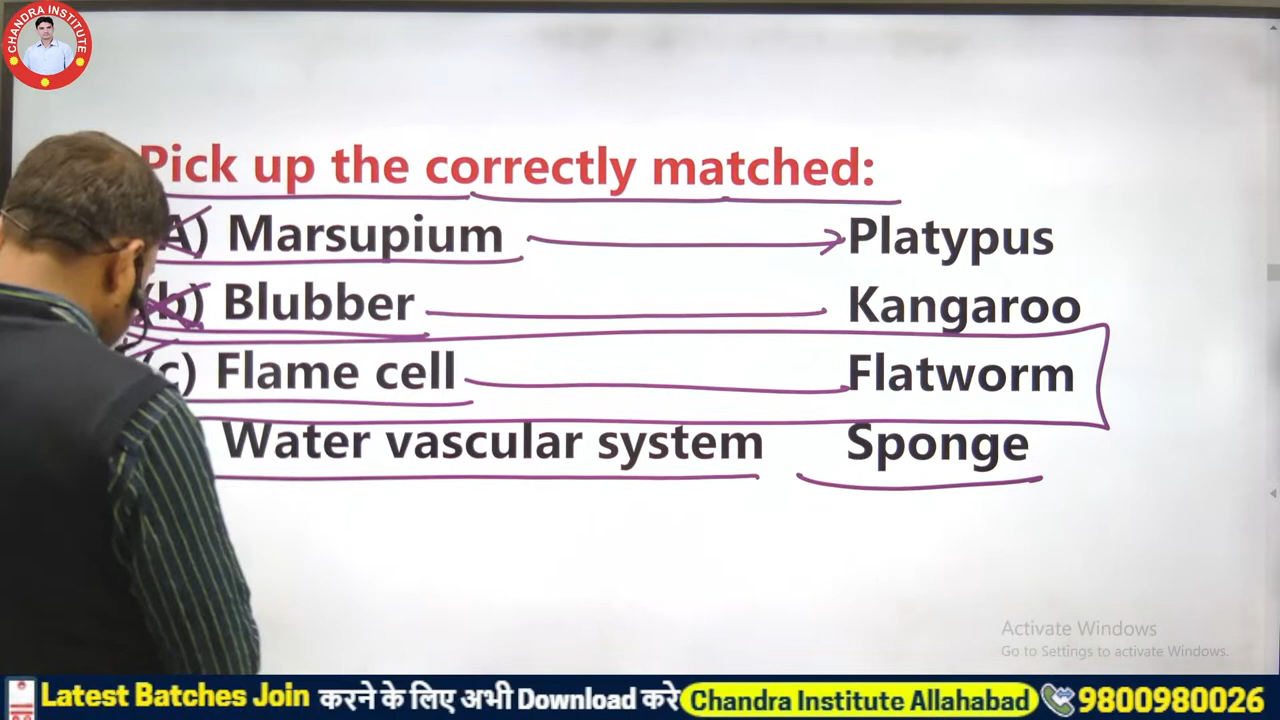 CHANDRA INSTITUTE
Pick up the correctly matched:
A) Marsupium Platypus
(b) Blubber Kangaroo
(c) Flame cell Flatworm
Water vascular system Sponge
Activate Windows
Go to Settings to activate Windows.
Latest Batches Join करने के लिए अभी Download करे Chandra Institute Allahabad 9800980026